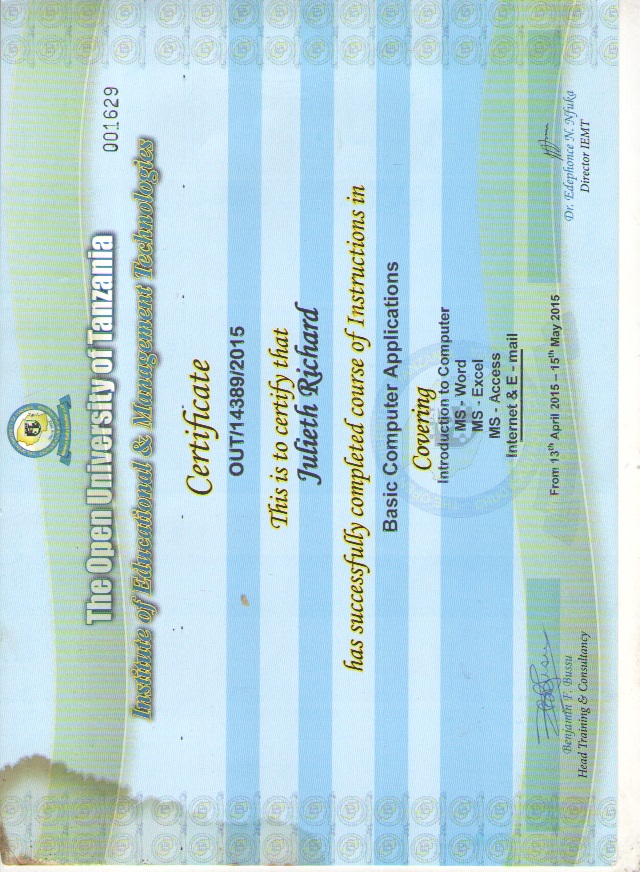 001629
The Open University of Tanzania
Institute of Educational & Management Technologies
Certificate
OUT/14389/2015
This is to certify that
Julieth Richard
has successfully completed course of Instructions in
Basic Computer Applications
Covering
Introduction to Computer
MS - Word
MS - Excel
MS - Access
Internet & E - mail
From 13th April 2015 – 15th May 2015
Benjamin F. Bussu
Head Training & Consultancy
Dr. Edephonce N. Nfuka
Director IEMT